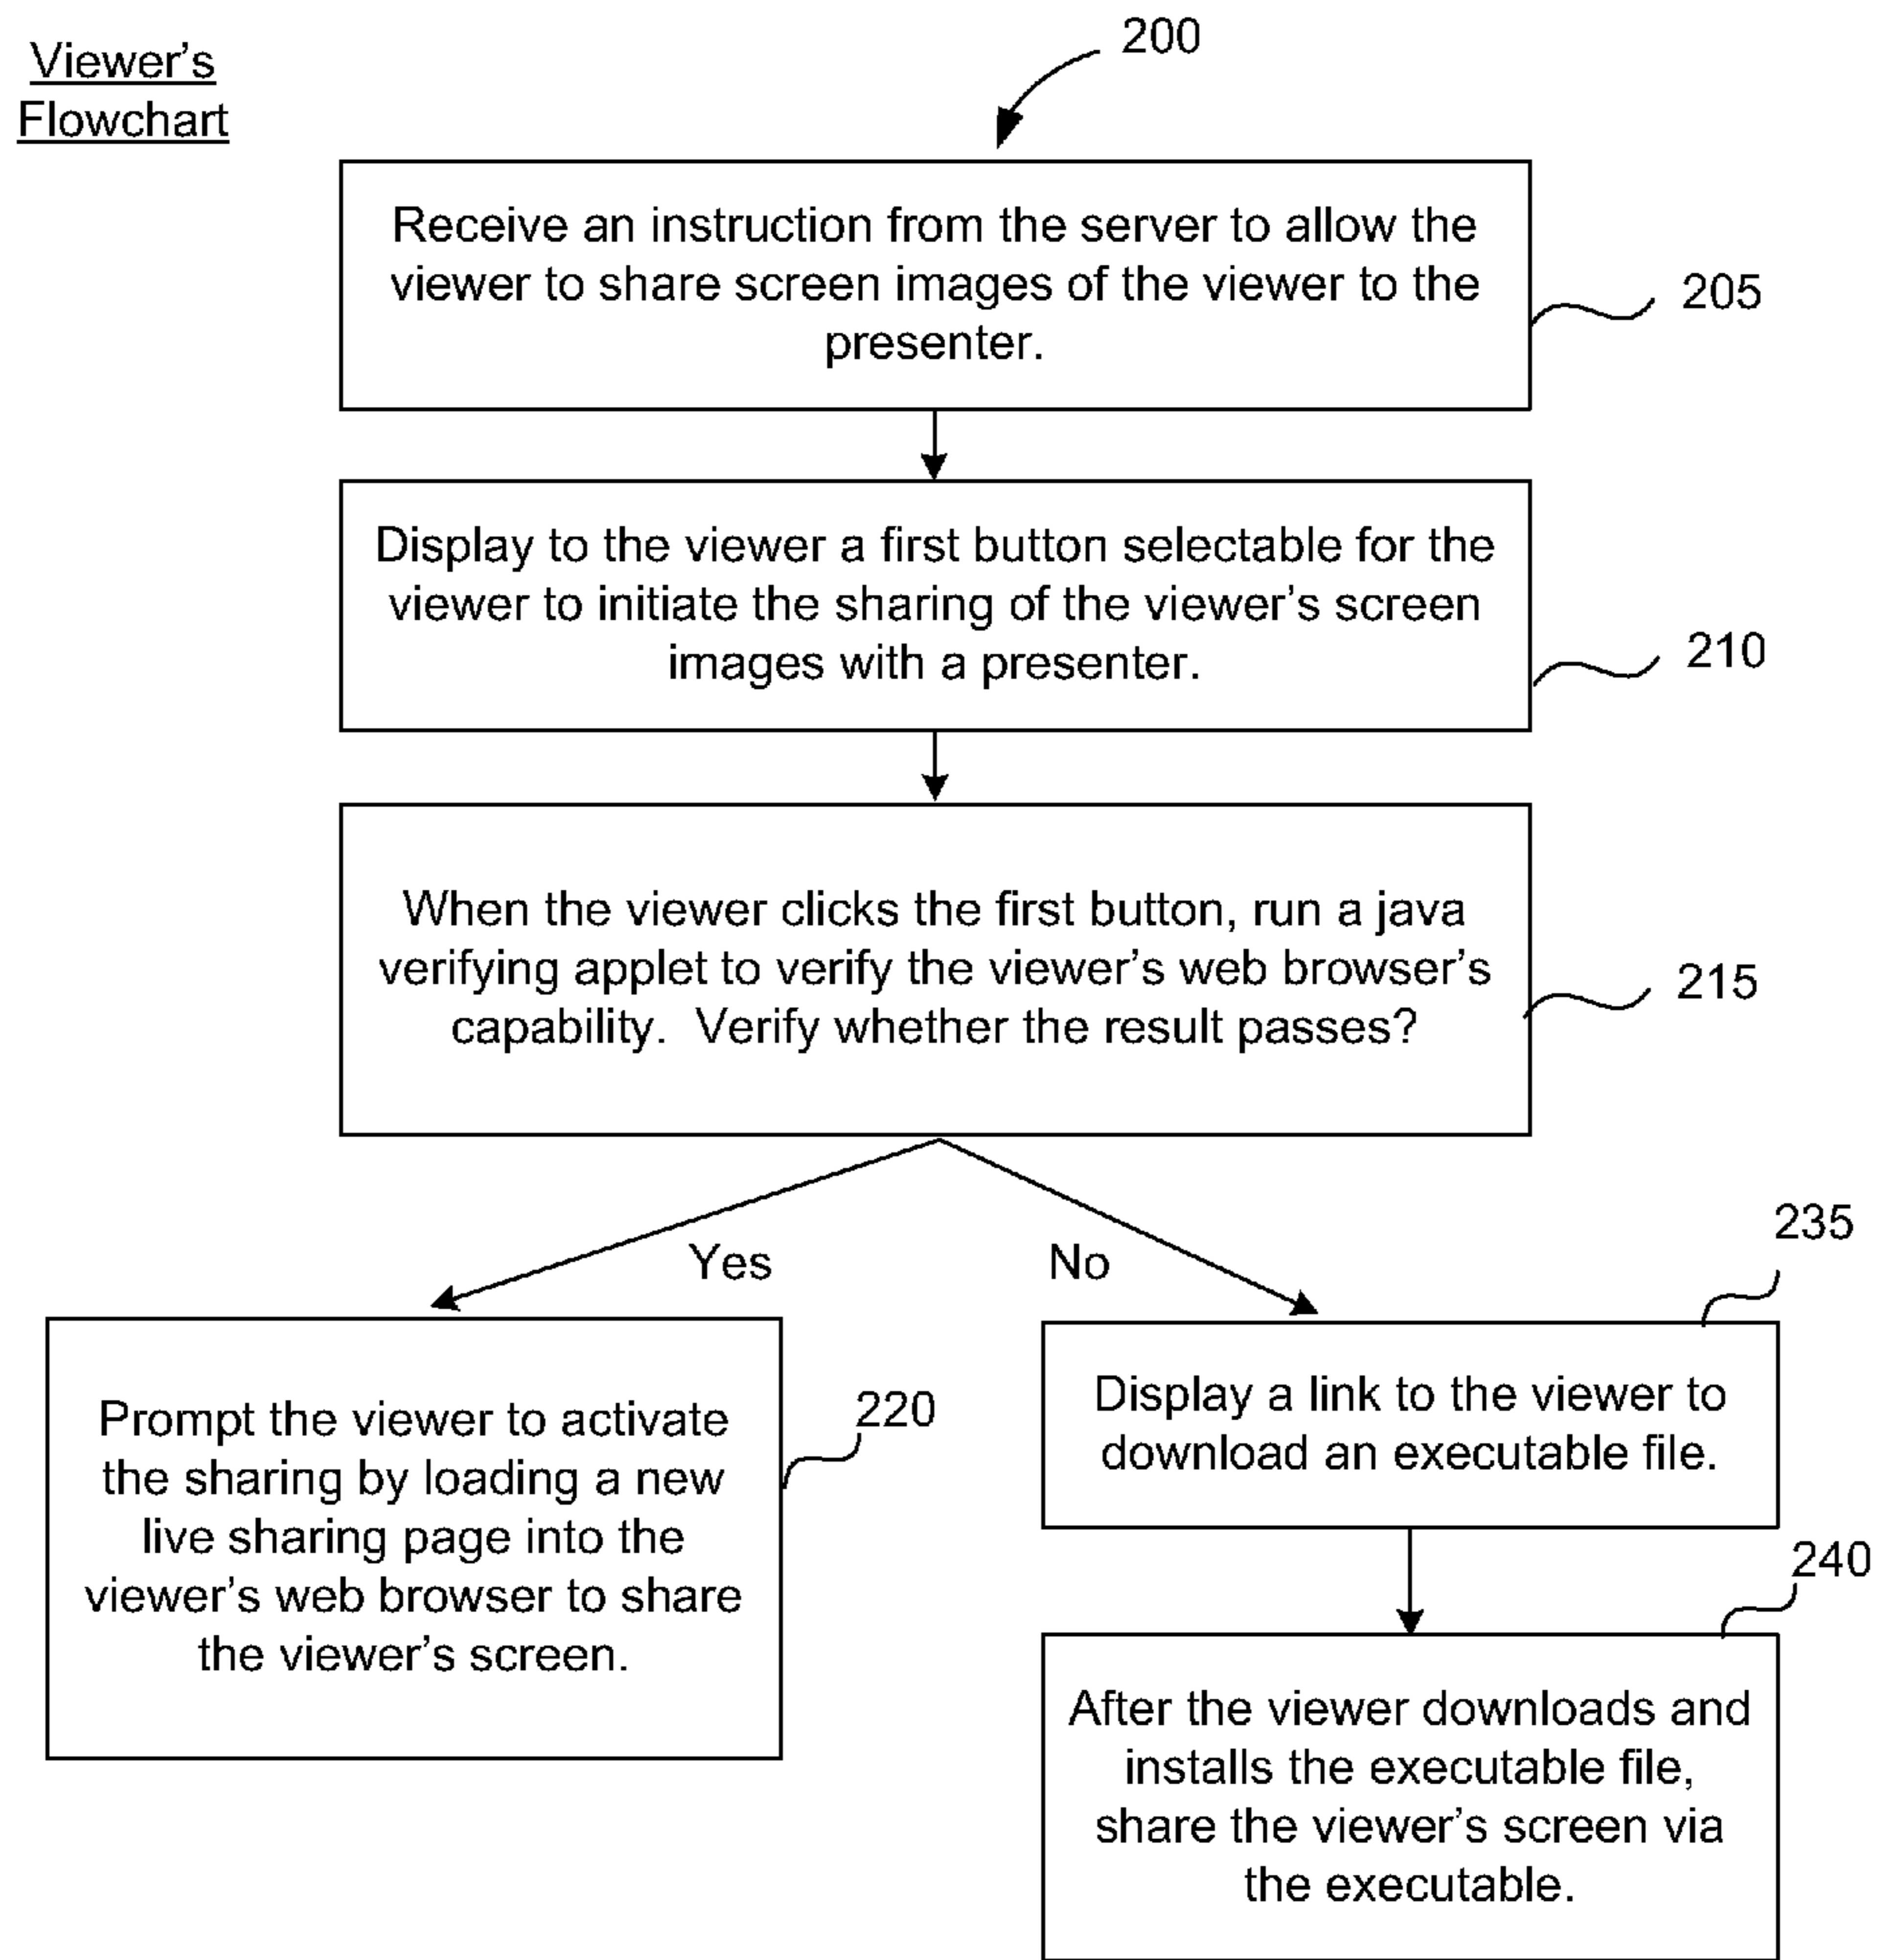 Viewer's
Flowchart
200
Receive an instruction from the server to allow the
viewer to share screen images of the viewer to the
presenter.
205
Display to the viewer a first button selectable for the
viewer to initiate the sharing of the viewer's screen
images with a presenter.
210
When the viewer clicks the first button, run a java
verifying applet to verify the viewer's web browser's
capability.  Verify whether the result passes?
215
Yes
No
Prompt the viewer to activate
the sharing by loading a new
live sharing page into the
viewer's web browser to share
the viewer's screen.
220
235
Display a link to the viewer to
download an executable file.
240
After the viewer downloads and
installs the executable file,
share the viewer's screen via
the executable.